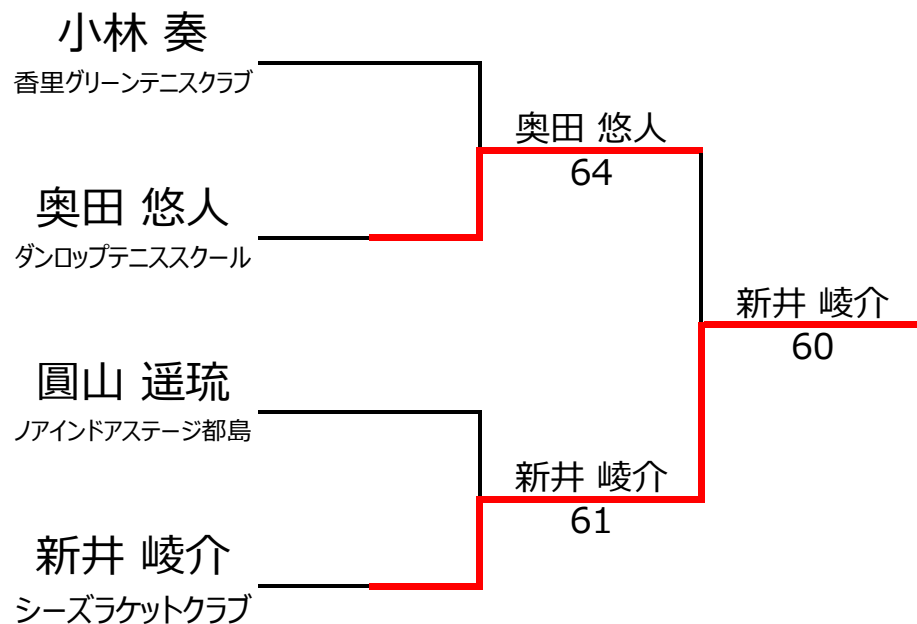 小林 奏
香里グリーンテニスクラブ
奥田 悠人
64
奥田 悠人
ダンロップテニススクール
新井 崚介
60
圓山 遥琉
ノアインドアステージ都島
新井 崚介
61
新井 崚介
シーズラケットクラブ